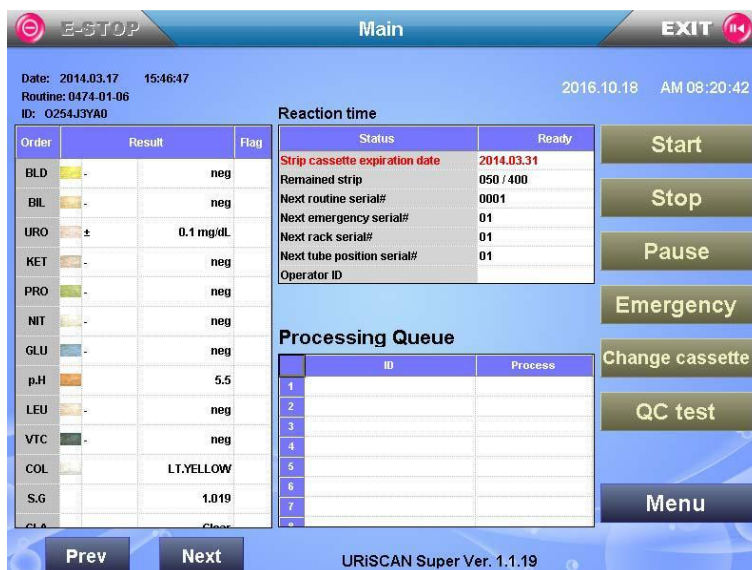 E-STOP
Main
EXIT
Date: 2014.03.17 15:46:47
Routine: 0474-01-06
ID: O254J3YA0
2016.10.18 AM 08:20:42
Order Result Flag
BLD - neg
BIL - neg
URO ± 0.1 mg/dL
KET - neg
PRO - neg
NIT - neg
GLU - neg
p.H 5.5
LEU - neg
VTC - neg
COL LT.YELLOW
S.G 1.019
CLA Clear
Prev
Next
Reaction time
Status Ready
Strip cassette expiration date 2014.03.31
Remained strip 050 / 400
Next routine serial# 0001
Next emergency serial# 01
Next rack serial# 01
Next tube position serial# 01
Operator ID
Processing Queue
ID Process
1
2
3
4
5
6
7
8
URiSCAN Super Ver. 1.1.19
Start
Stop
Pause
Emergency
Change cassette
QC test
Menu